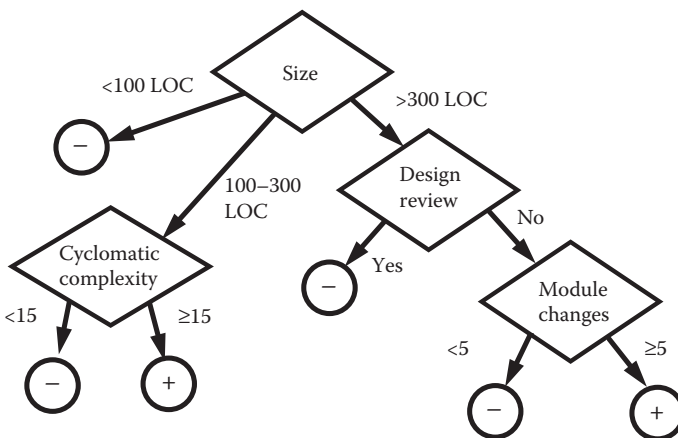 Size
<100 LOC
>300 LOC
−
Design
review
100–300
LOC
No
Cyclomatic
complexity
Yes
−
Module
changes
<15
≥15
<5
≥5
−
+
−
+